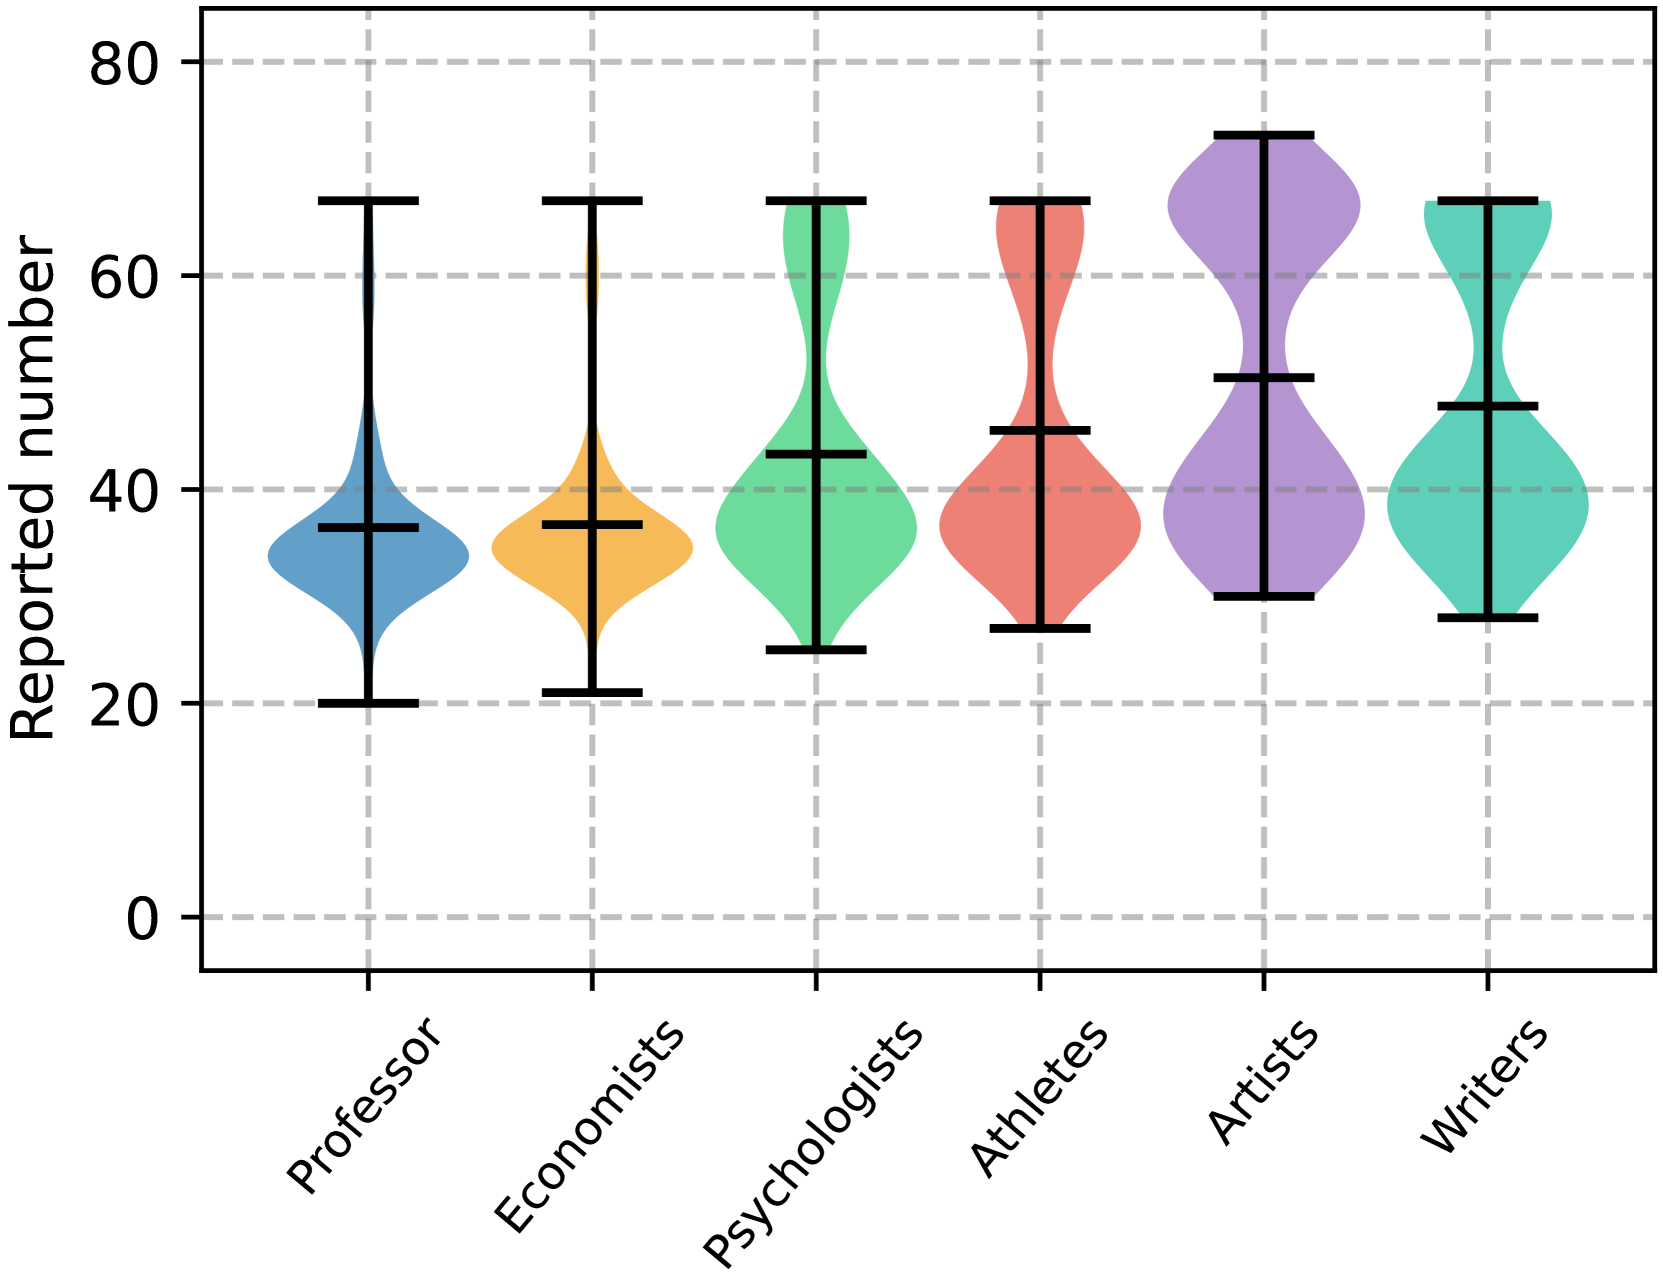 Reported number
80
60
40
20
0
Professor
Economists
Psychologists
Athletes
Artists
Writers